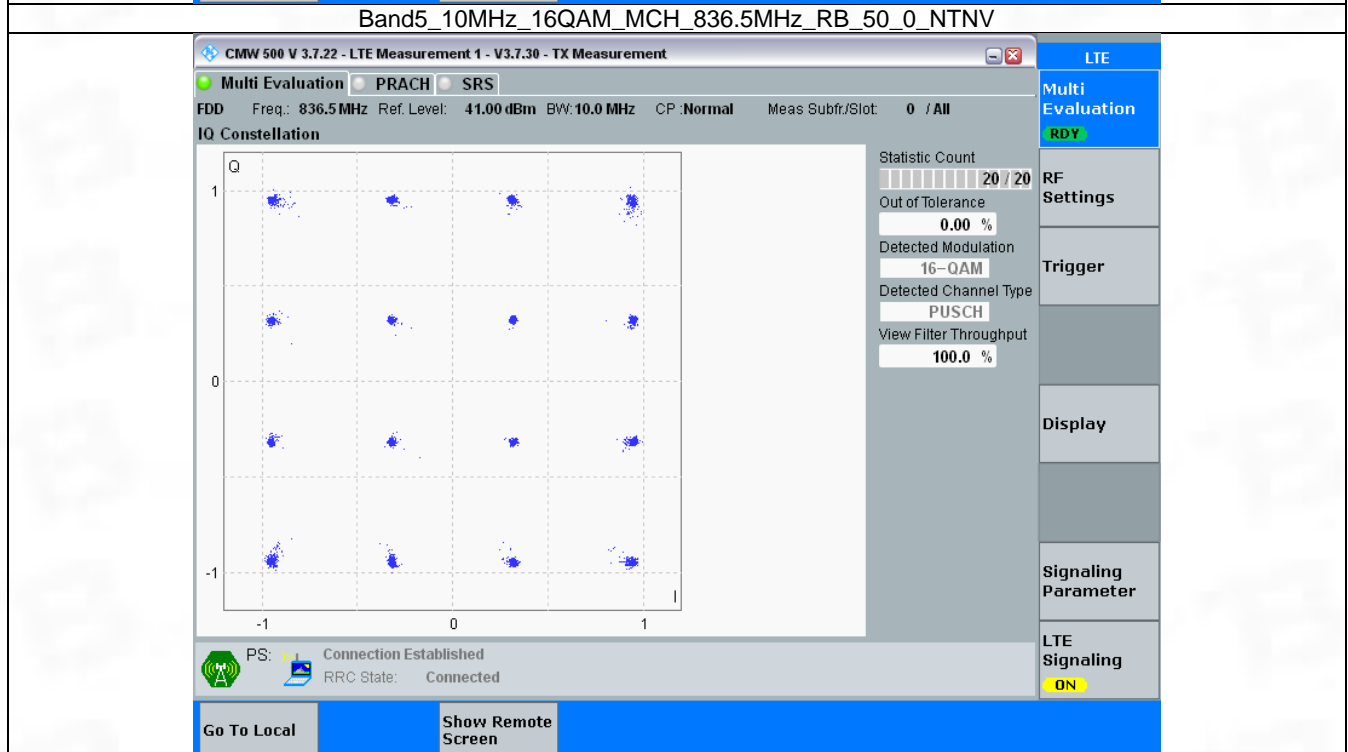 Band5_10MHz_16QAM_MCH_836.5MHz_RB_50_0_NTNV
CMW 500 V 3.7.22 - LTE Measurement 1 - V3.7.30 - TX Measurement
LTE
Multi Evaluation PRACH SRS
FDD Freq.: 836.5 MHz Ref. Level: 41.00 dBm BW: 10.0 MHz CP :Normal Meas Subfr./Slot: 0 / All
IQ Constellation
Q
1
0
-1
I
-1 0 1
Statistic Count
20 / 20
Out of Tolerance
0.00 %
Detected Modulation
16-QAM
Detected Channel Type
PUSCH
View Filter Throughput
100.0 %
Multi
Evaluation
RDY
RF
Settings
Trigger
Display
Signaling
Parameter
LTE
Signaling
ON
PS: Connection Established
RRC State: Connected
Go To Local
Show Remote
Screen